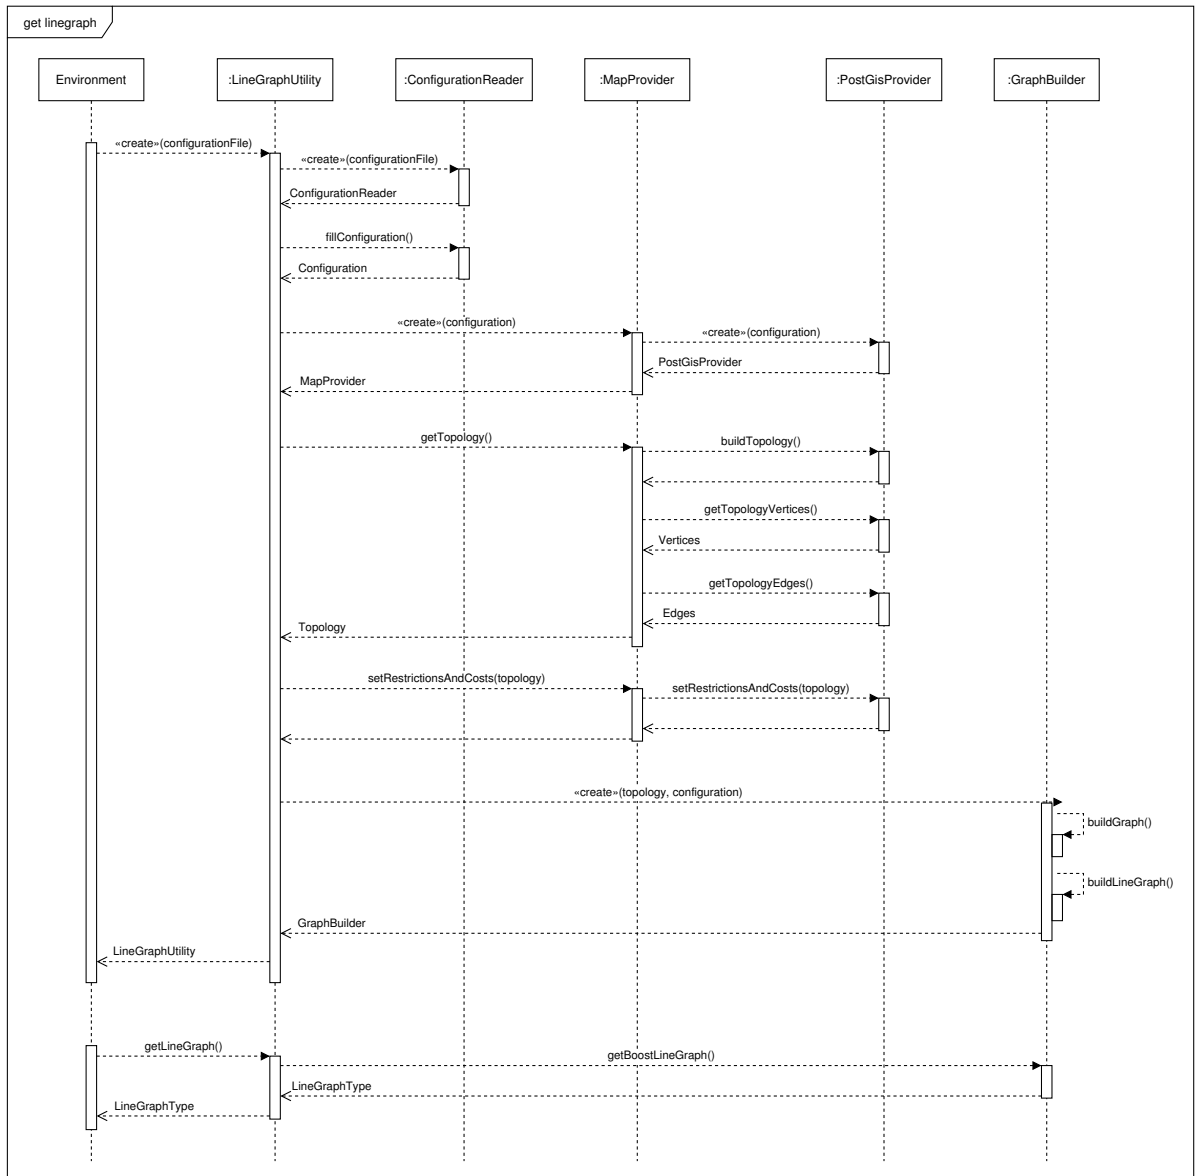 get linegraph
Environment
:LineGraphUtility
:ConfigurationReader
:MapProvider
:PostGisProvider
:GraphBuilder
«create»(configurationFile)
«create»(configurationFile)
ConfigurationReader
fillConfiguration()
Configuration
«create»(configuration)
«create»(configuration)
PostGisProvider
MapProvider
getTopology()
buildTopology()
getTopologyVertices()
Vertices
getTopologyEdges()
Edges
Topology
setRestrictionsAndCosts(topology)
setRestrictionsAndCosts(topology)
«create»(topology, configuration)
buildGraph()
buildLineGraph()
GraphBuilder
LineGraphUtility
getLineGraph()
getBoostLineGraph()
LineGraphType
LineGraphType